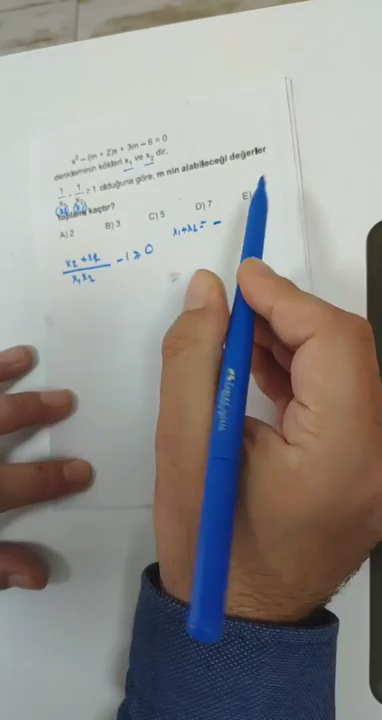 x² − (m + 2)x + 3m − 6 = 0
denkleminin kökleri x₁ ve x₂ dir.
1/x₁ + 1/x₂ ≥ 1 olduğuna göre, m nin alabileceği değerler
toplamı kaçtır?
A) 2 B) 3 C) 5 D) 7 E)
x₁+x₂ = −
x₂+x₁/x₁x₂ − 1 ≥ 0